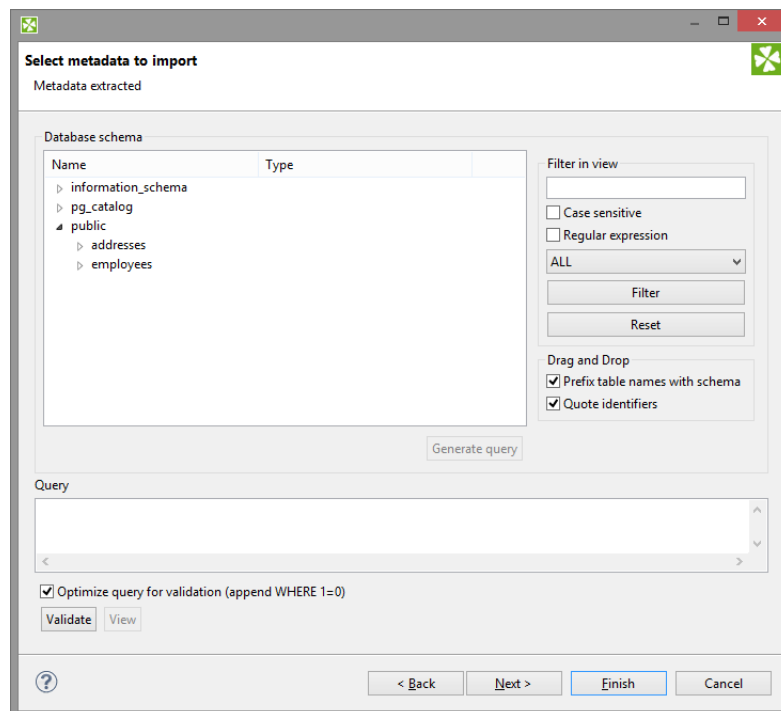 Select metadata to import
Metadata extracted
Database schema
Name Type
information_schema
pg_catalog
public
addresses
employees
Generate query
Filter in view
Case sensitive
Regular expression
ALL
Filter
Reset
Drag and Drop
Prefix table names with schema
Quote identifiers
Query
Optimize query for validation (append WHERE 1=0)
Validate View
< Back Next > Finish Cancel